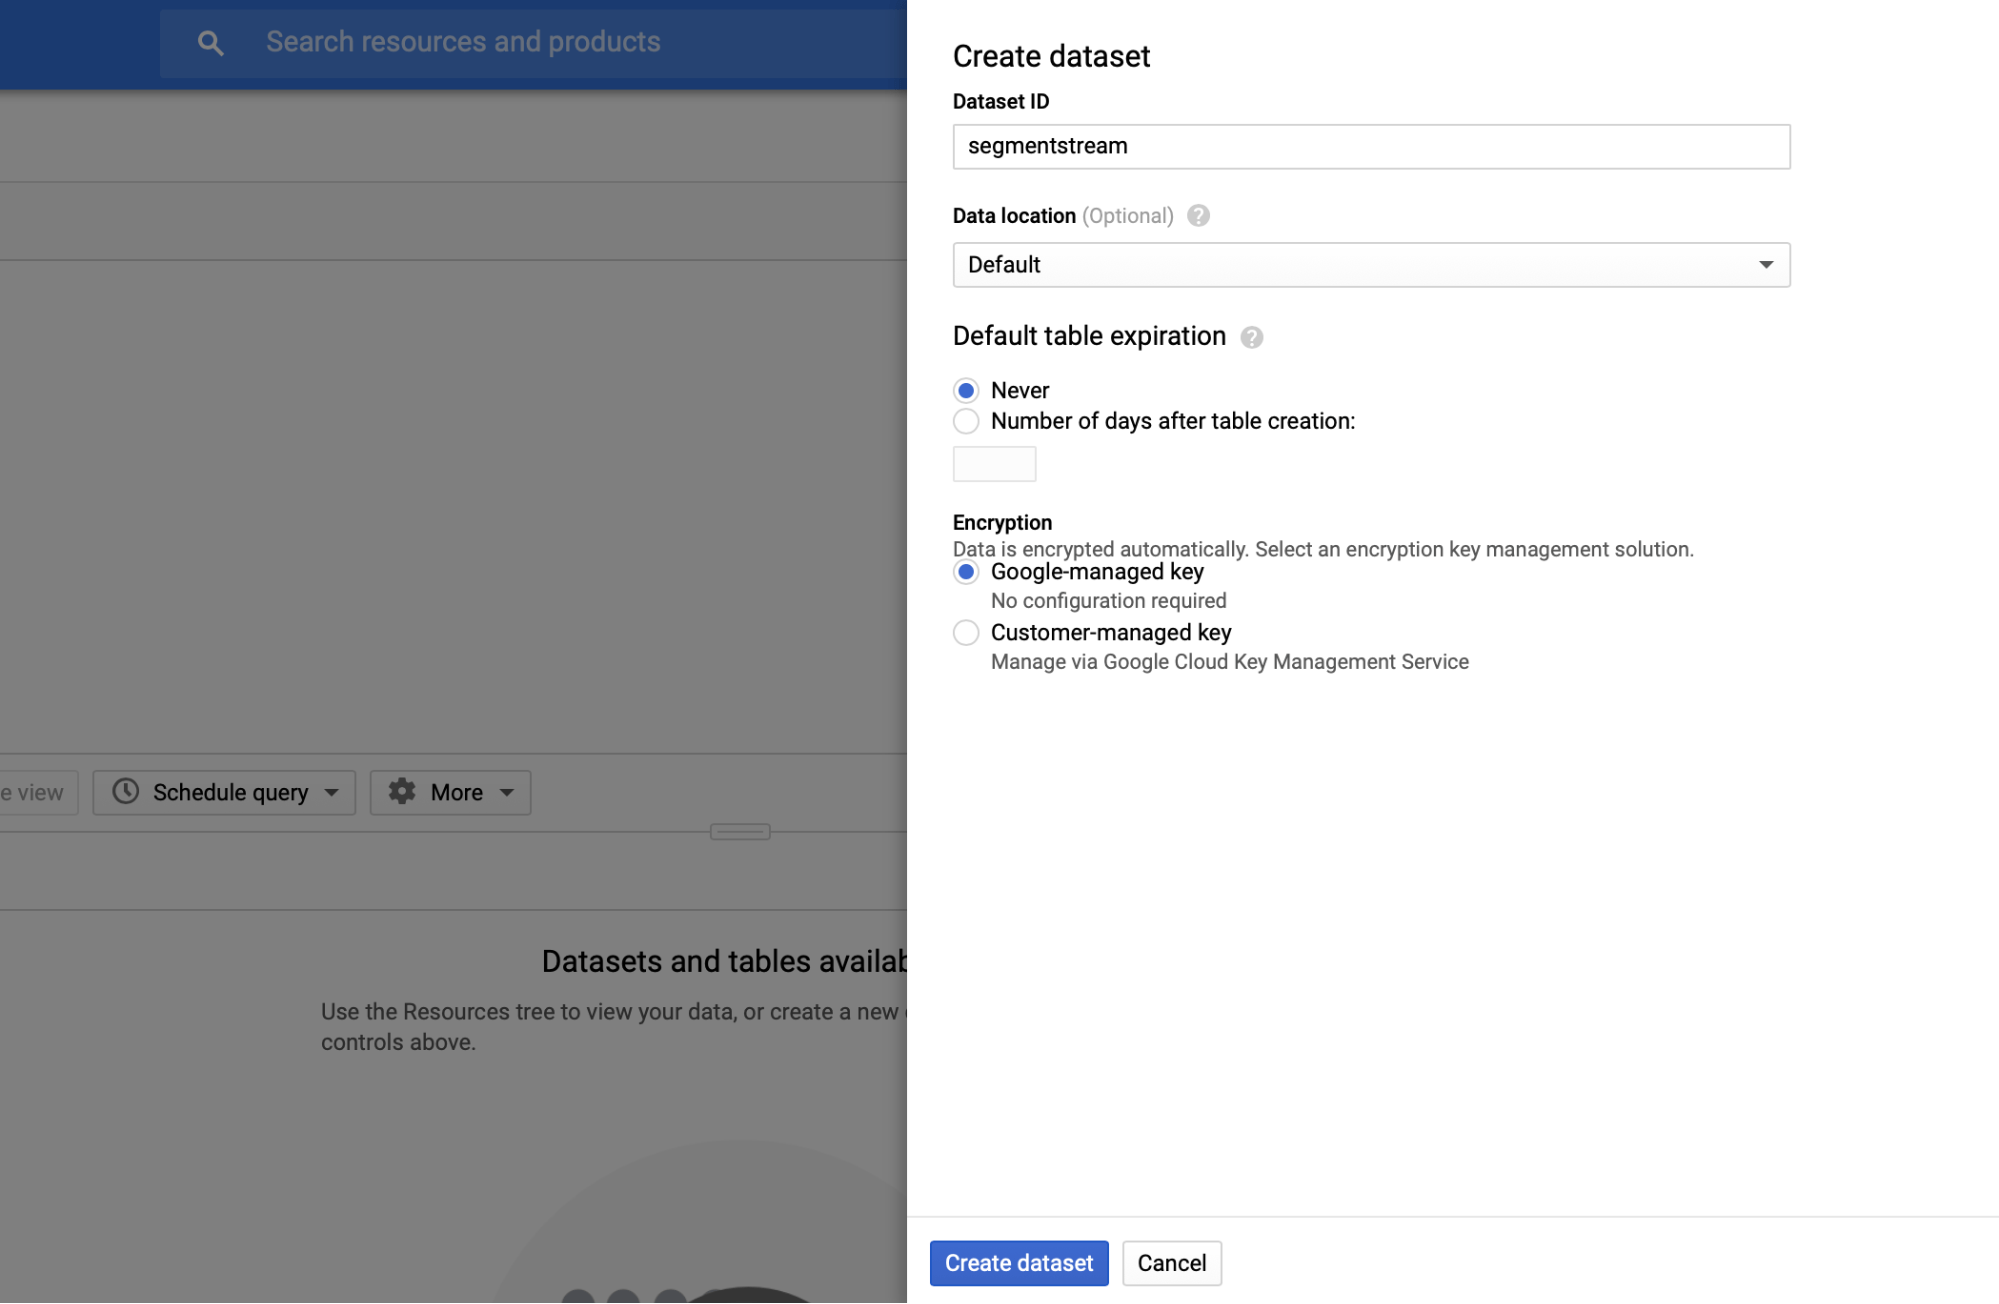 Search resources and products
e view
Schedule query
More
Datasets and tables availab
Use the Resources tree to view your data, or create a new
controls above.
Create dataset
Dataset ID
segmentstream
Data location (Optional) ?
Default
Default table expiration ?
Never
Number of days after table creation:
Encryption
Data is encrypted automatically. Select an encryption key management solution.
Google-managed key
No configuration required
Customer-managed key
Manage via Google Cloud Key Management Service
Create dataset
Cancel